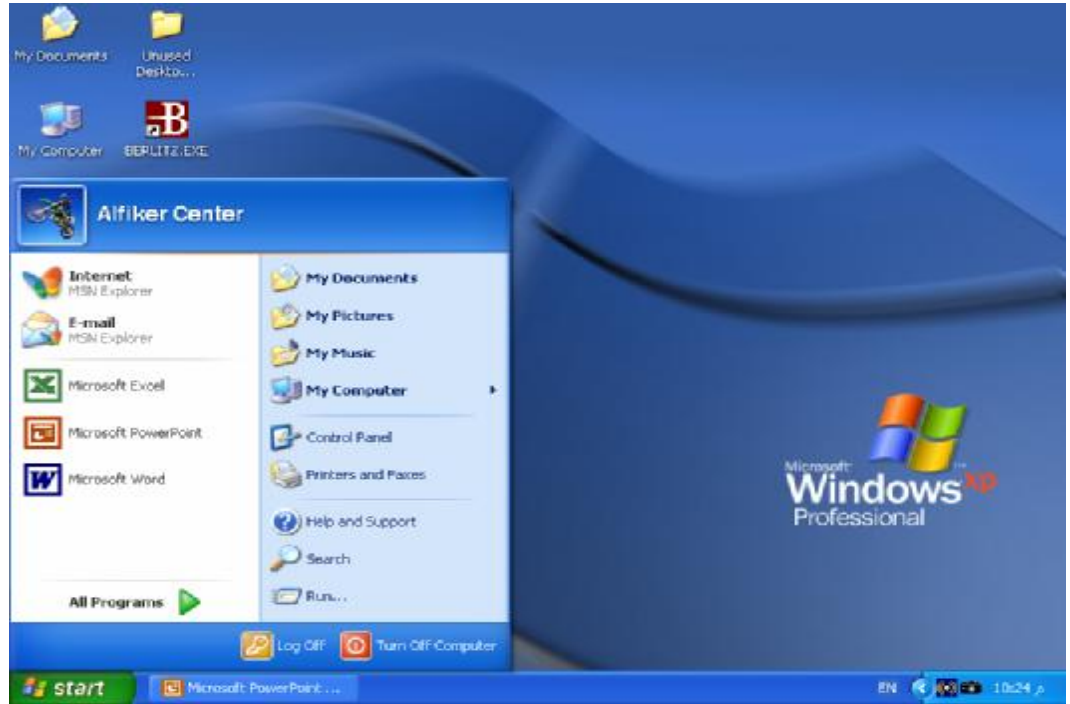 My Documents
Unused
Deskto...
My Computer
BERLITZ.EXE
Alfiker Center
Internet
MSN Explorer
E-mail
MSN Explorer
Microsoft Excel
Microsoft PowerPoint
Microsoft Word
All Programs
My Documents
My Pictures
My Music
My Computer
Control Panel
Printers and Faxes
Help and Support
Search
Run...
Log Off
Turn Off Computer
Microsoft
Windows xp
Professional
start
Microsoft PowerPoint ...
EN
10:24 م